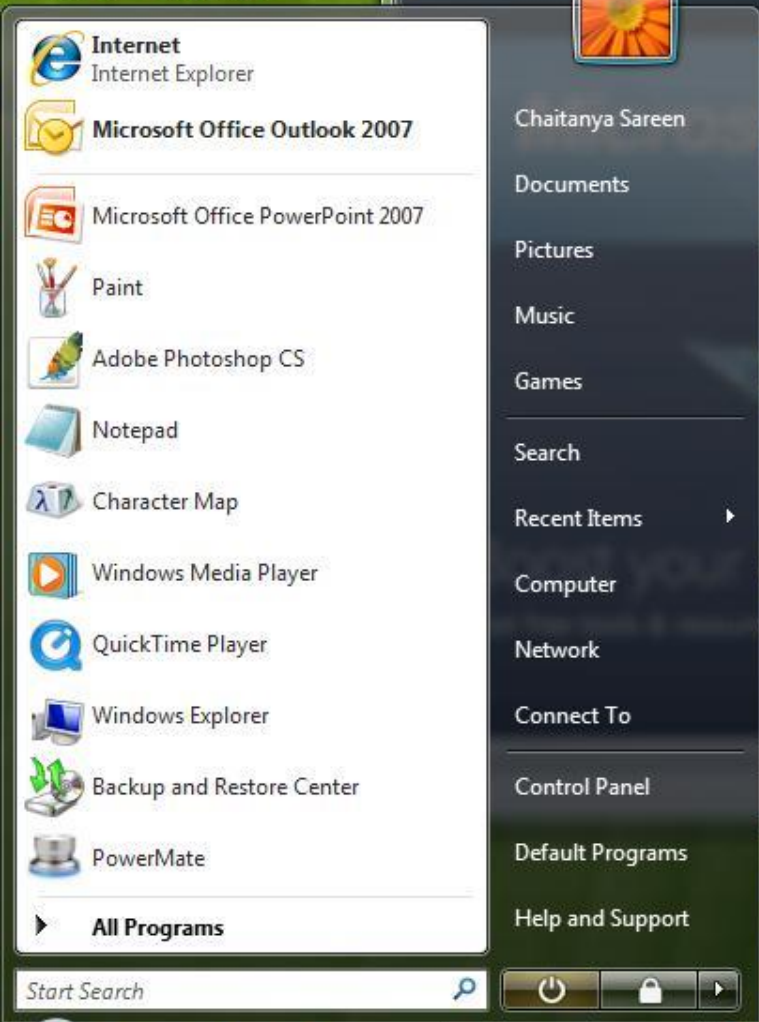 Internet
Internet Explorer
Microsoft Office Outlook 2007
Microsoft Office PowerPoint 2007
Paint
Adobe Photoshop CS
Notepad
Character Map
Windows Media Player
QuickTime Player
Windows Explorer
Backup and Restore Center
PowerMate
All Programs
Start Search
Chaitanya Sareen
Documents
Pictures
Music
Games
Search
Recent Items
Computer
Network
Connect To
Control Panel
Default Programs
Help and Support